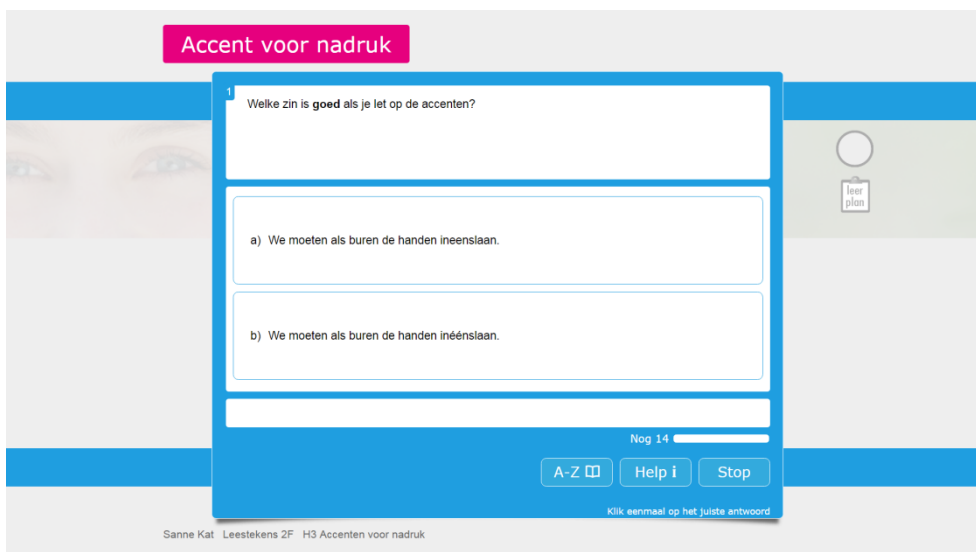 Accent voor nadruk
1
Welke zin is goed als je let op de accenten?
leer
plan
a) We moeten als buren de handen ineenslaan.
b) We moeten als buren de handen inéénslaan.
Nog 14
A-Z Help i Stop
Klik eenmaal op het juiste antwoord
Sanne Kat Leestekens 2F H3 Accenten voor nadruk